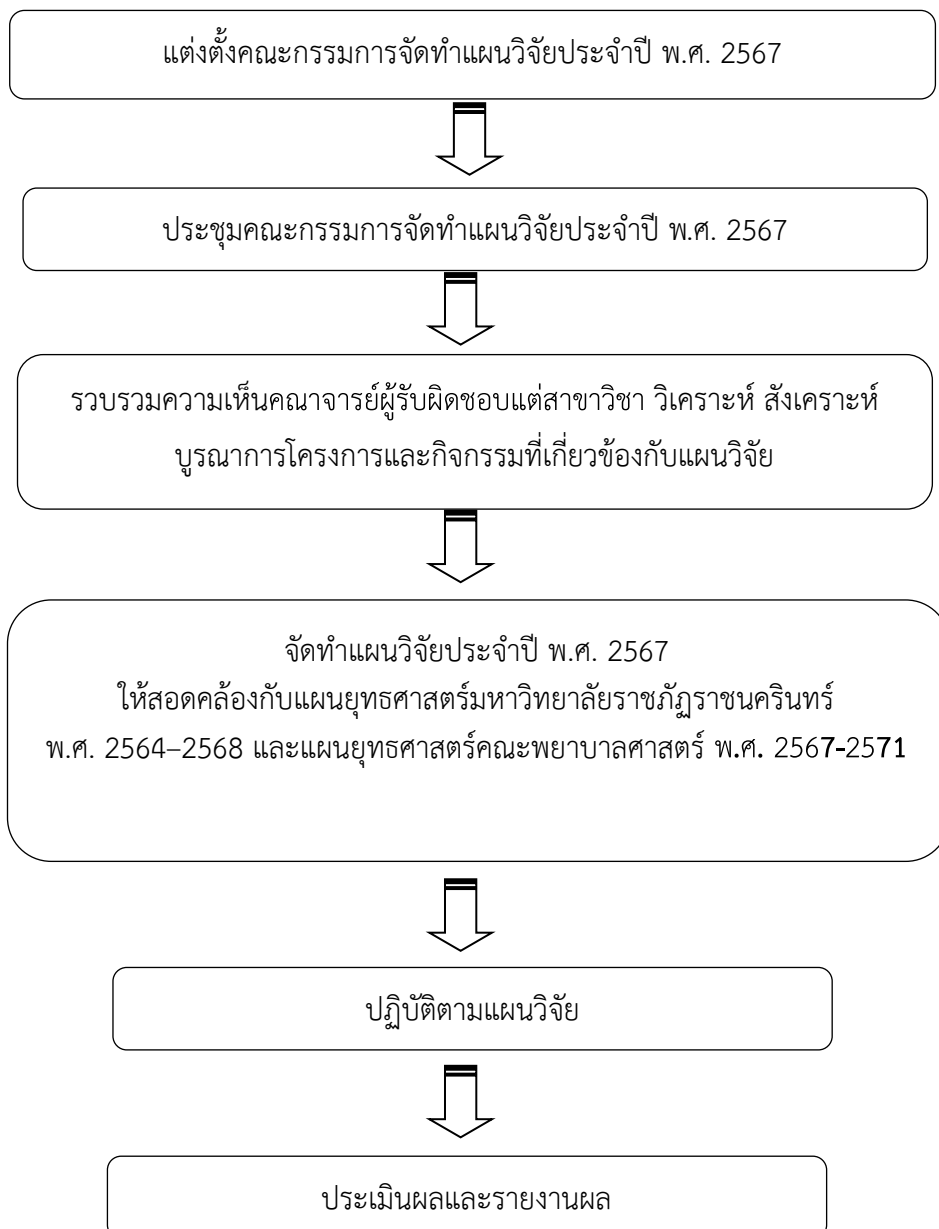 แต่งตั้งคณะกรรมการจัดทำแผนวิจัยประจำปี พ.ศ. 2567
ประชุมคณะกรรมการจัดทำแผนวิจัยประจำปี พ.ศ. 2567
รวบรวมความเห็นคณาจารย์ผู้รับผิดชอบแต่สาขาวิชา วิเคราะห์ สังเคราะห์
บูรณาการโครงการและกิจกรรมที่เกี่ยวข้องกับแผนวิจัย
จัดทำแผนวิจัยประจำปี พ.ศ. 2567
ให้สอดคล้องกับแผนยุทธศาสตร์มหาวิทยาลัยราชภัฏราชนครินทร์
พ.ศ. 2564–2568 และแผนยุทธศาสตร์คณะพยาบาลศาสตร์ พ.ศ. 2567-2571
ปฏิบัติตามแผนวิจัย
ประเมินผลและรายงานผล